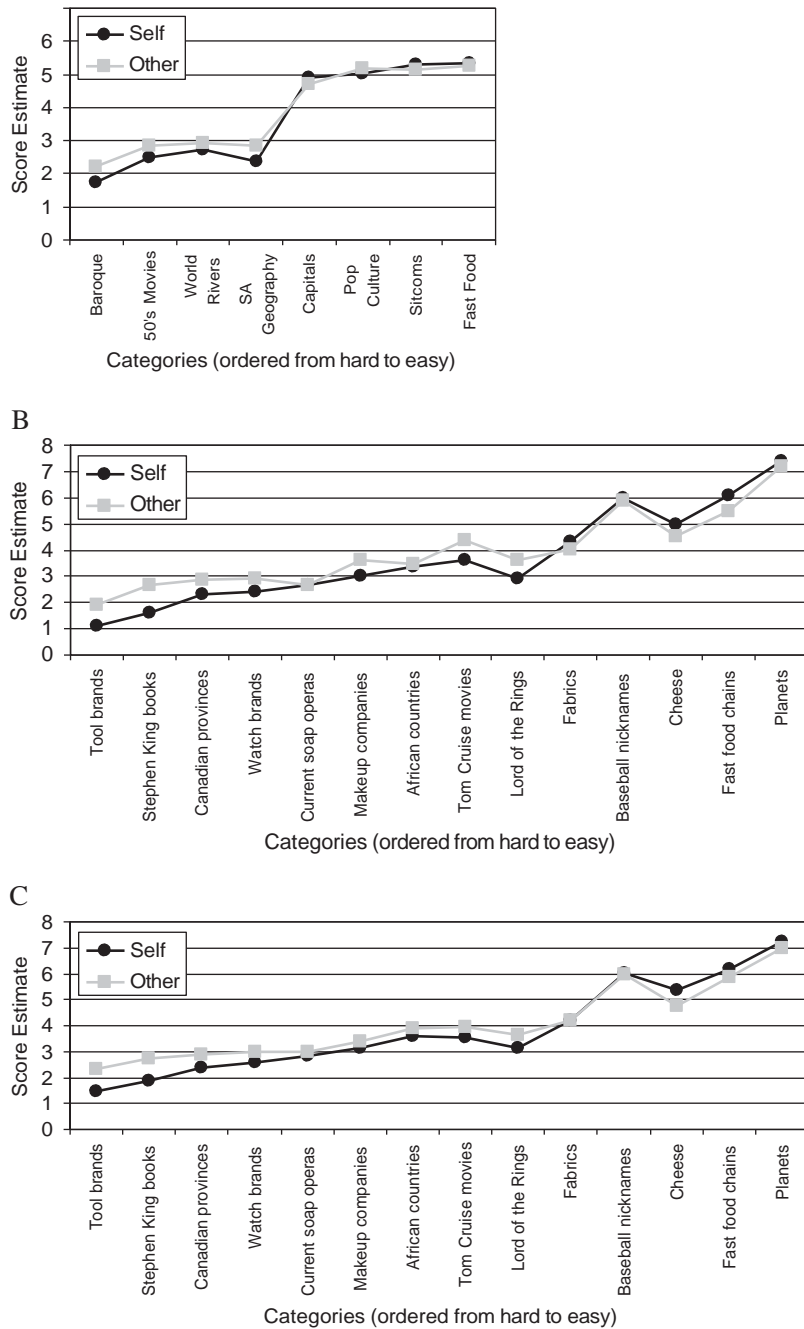 6
5
4
3
2
1
0
Score Estimate
Self
Other
Baroque
50's Movies
World
Rivers
SA
Geography
Capitals
Pop
Culture
Sitcoms
Fast Food
Categories (ordered from hard to easy)
B
8
7
6
5
4
3
2
1
0
Score Estimate
Self
Other
Tool brands
Stephen King books
Canadian provinces
Watch brands
Current soap operas
Makeup companies
African countries
Tom Cruise movies
Lord of the Rings
Fabrics
Baseball nicknames
Cheese
Fast food chains
Planets
Categories (ordered from hard to easy)
C
8
7
6
5
4
3
2
1
0
Score Estimate
Self
Other
Tool brands
Stephen King books
Canadian provinces
Watch brands
Current soap operas
Makeup companies
African countries
Tom Cruise movies
Lord of the Rings
Fabrics
Baseball nicknames
Cheese
Fast food chains
Planets
Categories (ordered from hard to easy)